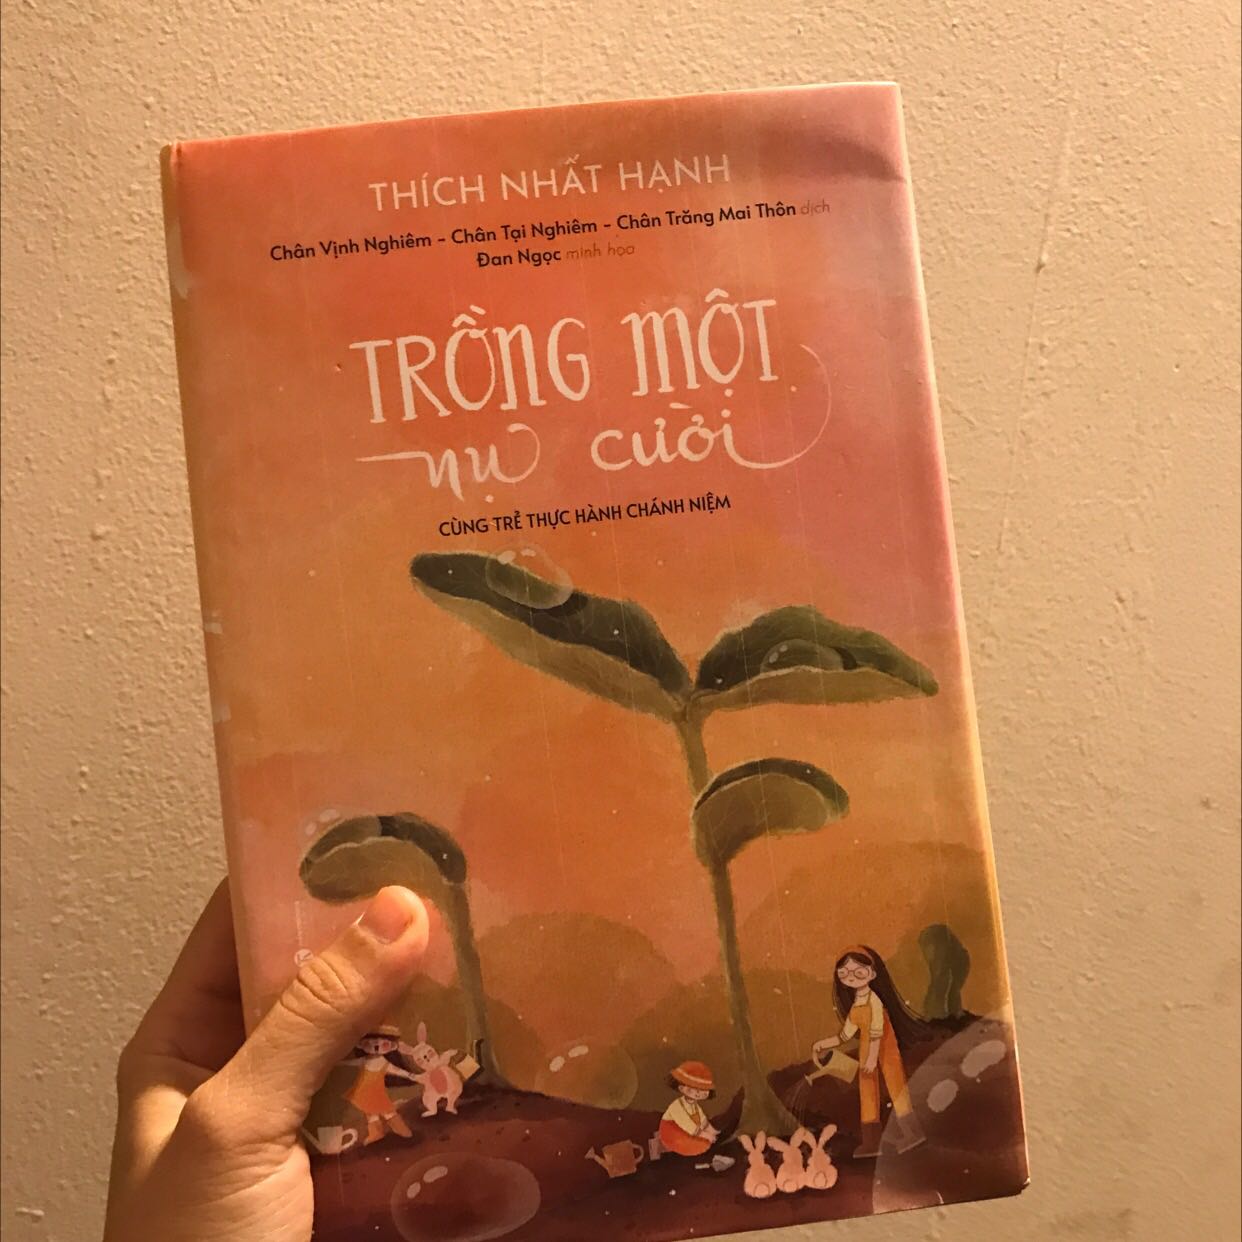 THÍCH NHẤT HẠNH
Chân Vịnh Nghiêm - Chân Tại Nghiêm - Chân Trăng Mai Thôn dịch
Đan Ngọc minh họa
TRỒNG MỘT
nụ cười
CÙNG TRẺ THỰC HÀNH CHÁNH NIỆM